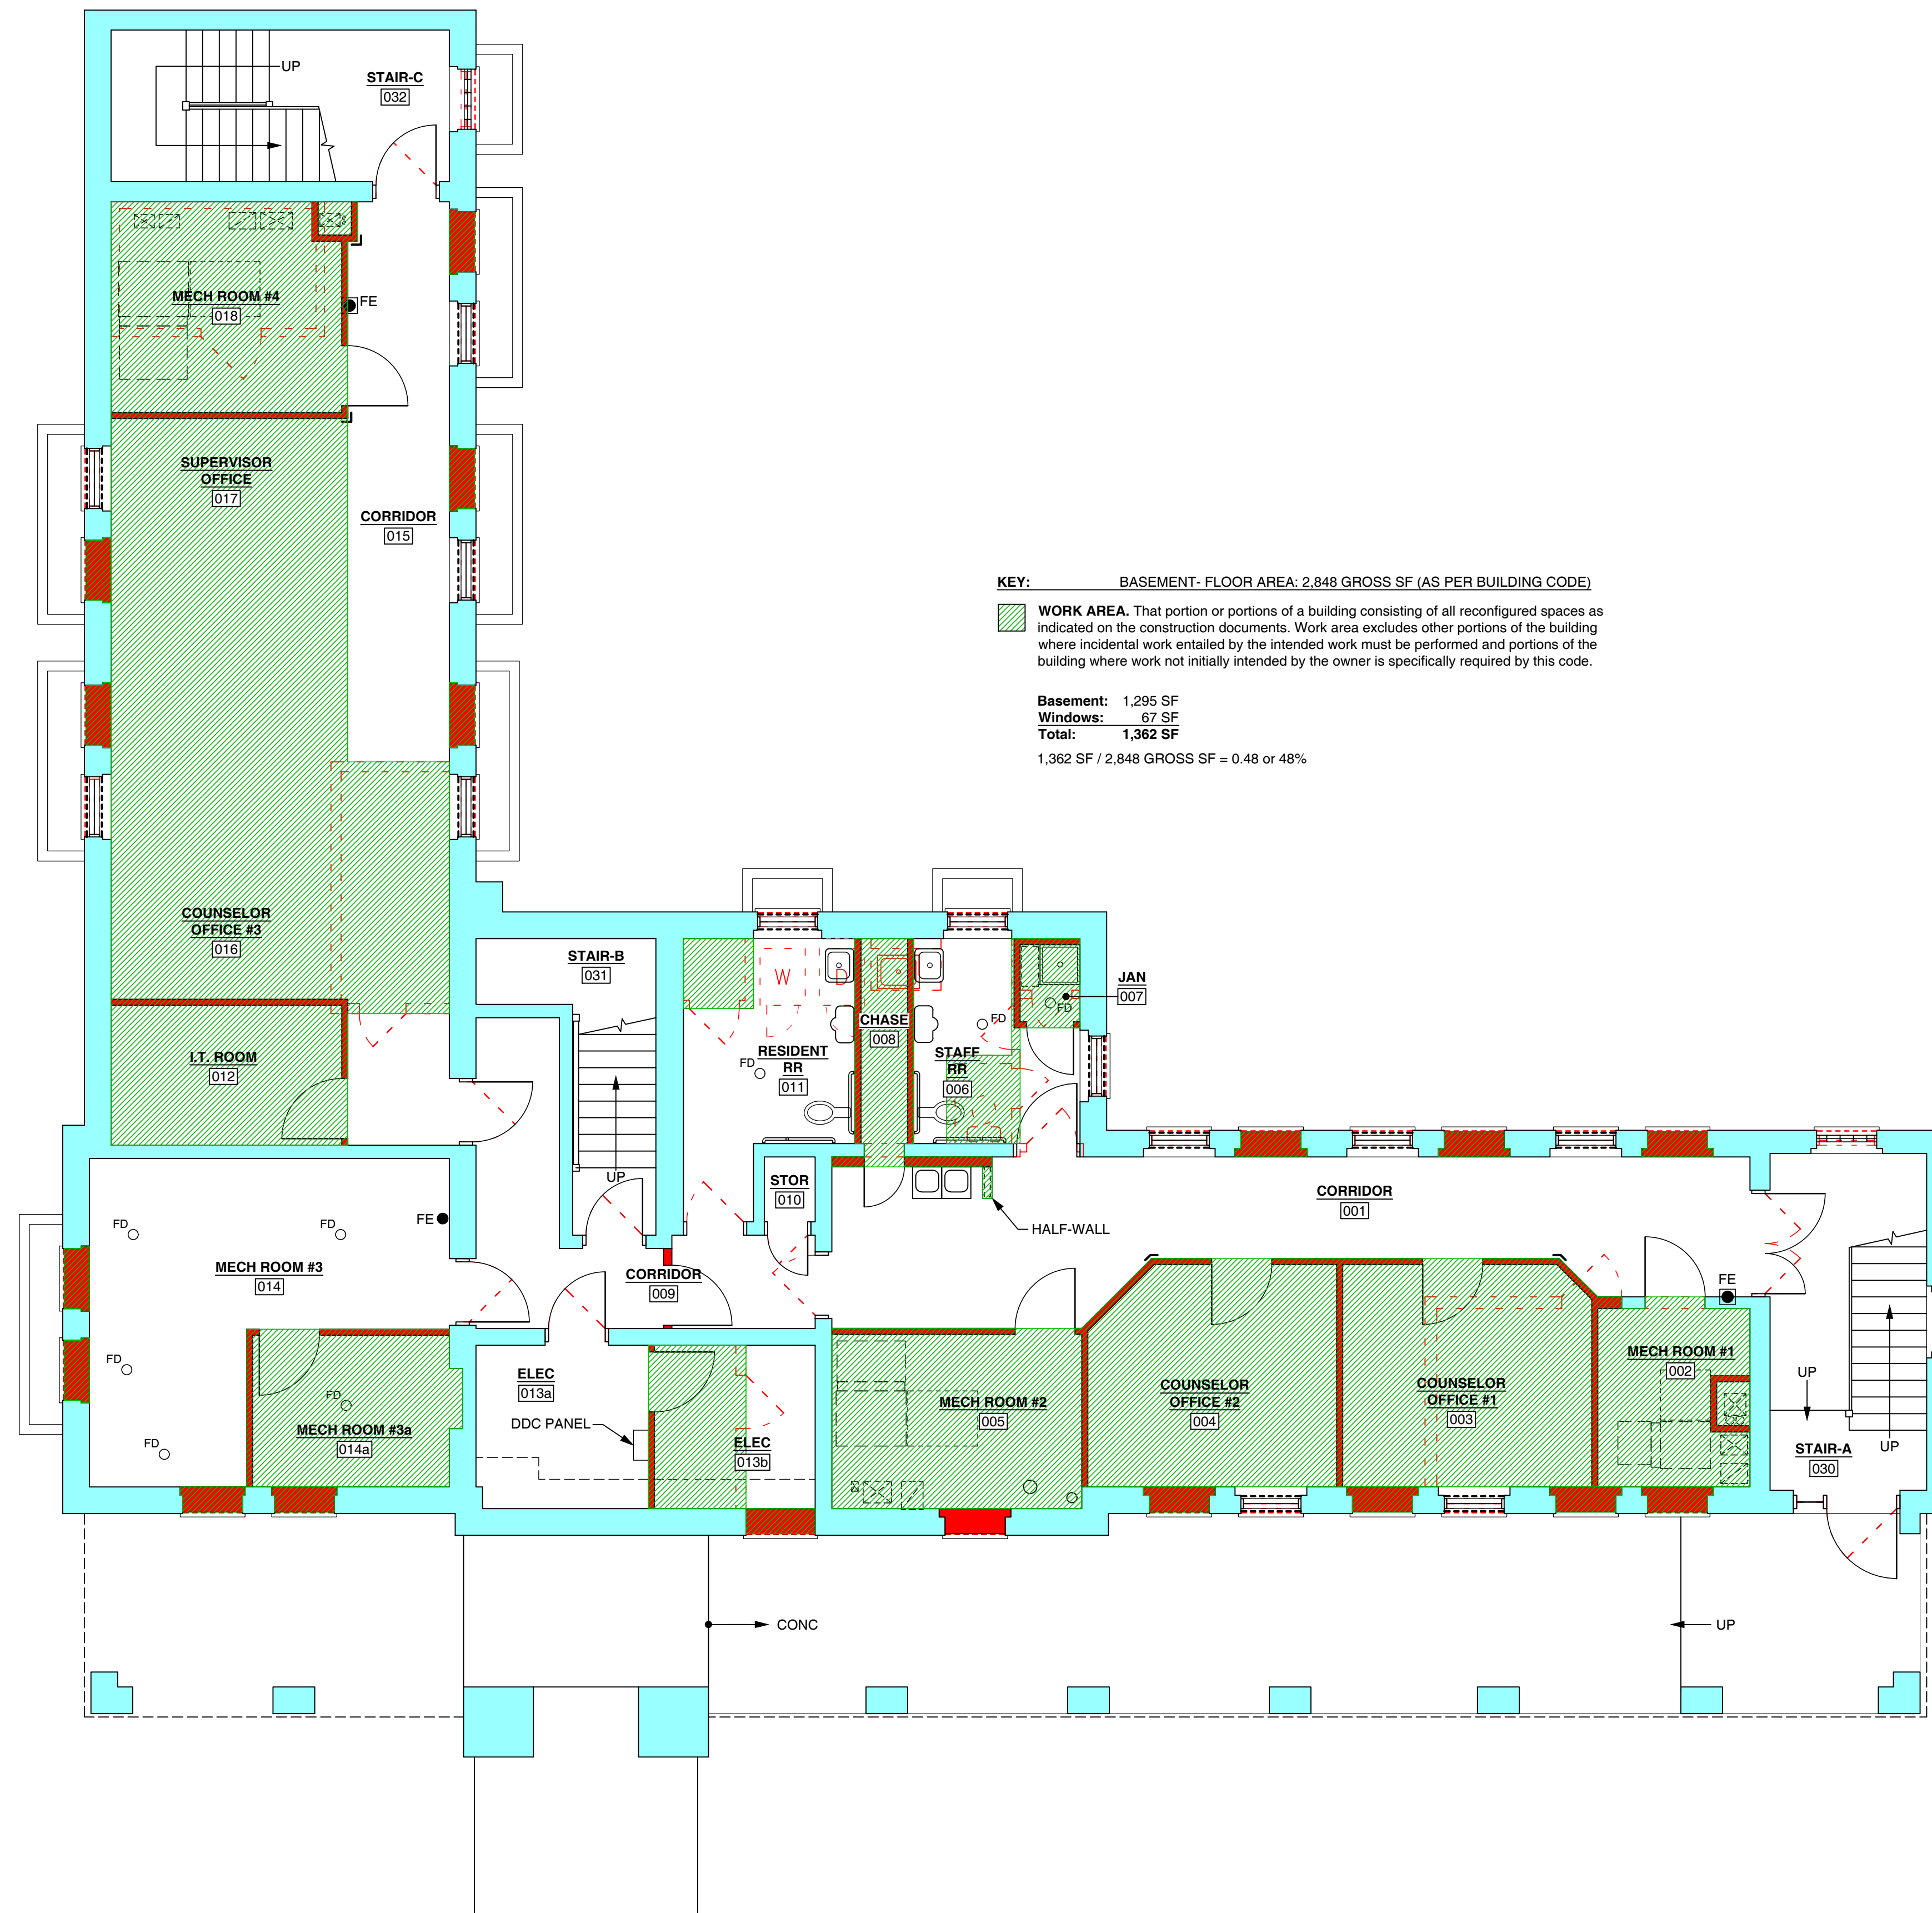 UP
STAIR-C
032
MECH ROOM #4
018
FE
SUPERVISOR
OFFICE
017
CORRIDOR
015
KEY: BASEMENT- FLOOR AREA: 2,848 GROSS SF (AS PER BUILDING CODE)
WORK AREA. That portion or portions of a building consisting of all reconfigured spaces as
indicated on the construction documents. Work area excludes other portions of the building
where incidental work entailed by the intended work must be performed and portions of the
building where work not initially intended by the owner is specifically required by this code.
Basement: 1,295 SF
Windows: 67 SF
Total: 1,362 SF
1,362 SF / 2,848 GROSS SF = 0.48 or 48%
COUNSELOR
OFFICE #3
016
STAIR-B
031
UP
W
D
JAN
007
FD
CHASE
008
FD
RESIDENT
RR
011
FD
STAFF
RR
006
I.T. ROOM
012
STOR
010
HALF-WALL
CORRIDOR
001
FD
FD
FE
MECH ROOM #3
014
CORRIDOR
009
FE
FD
FD
FD
MECH ROOM #3a
014a
ELEC
013a
DDC PANEL
ELEC
013b
MECH ROOM #2
005
COUNSELOR
OFFICE #2
004
COUNSELOR
OFFICE #1
003
MECH ROOM #1
002
UP
STAIR-A
030
UP
CONC
UP